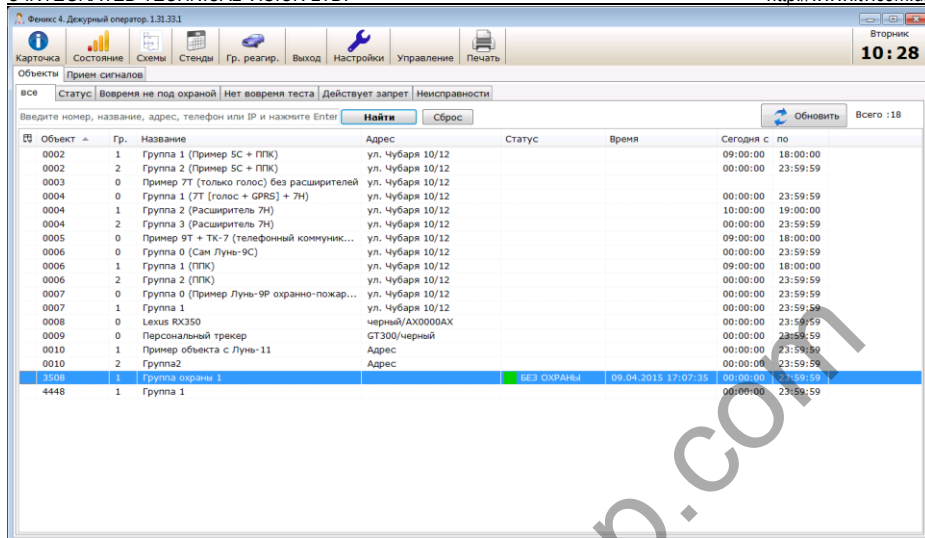 Феникс 4. Дежурный оператор. 1.31.33.1
Карточка Состояние Схемы Стенды Гр. реагир. Выход Настройки Управление Печать
Вторник
10:28
Объекты Прием сигналов
все Статус Вовремя не под охраной Нет вовремя теста Действует запрет Неисправности
Введите номер, название, адрес, телефон или IP и нажмите Enter Найти Сброс Обновить Всего :18
Объект Гр. Название Адрес Статус Время Сегодня с по
0002 1 Группа 1 (Пример 5С + ППК) ул. Чубаря 10/12 09:00:00 18:00:00
0002 2 Группа 2 (Пример 5С + ППК) ул. Чубаря 10/12 00:00:00 23:59:59
0003 0 Пример 7Т (только голос) без расширителей ул. Чубаря 10/12
0004 0 Группа 1 (7Т [голос + GPRS] + 7Н) ул. Чубаря 10/12 00:00:00 23:59:59
0004 1 Группа 2 (Расширитель 7Н) ул. Чубаря 10/12 10:00:00 19:00:00
0004 2 Группа 3 (Расширитель 7Н) ул. Чубаря 10/12 00:00:00 23:59:59
0005 0 Пример 9Т + ТК-7 (телефонный коммуник... ул. Чубаря 10/12 09:00:00 18:00:00
0006 0 Группа 0 (Сам Лунь-9С) ул. Чубаря 10/12 00:00:00 23:59:59
0006 1 Группа 1 (ППК) ул. Чубаря 10/12 09:00:00 18:00:00
0006 2 Группа 2 (ППК) ул. Чубаря 10/12 00:00:00 23:59:59
0007 0 Группа 0 (Пример Лунь-9Р охранно-пожар... ул. Чубаря 10/12 00:00:00 23:59:59
0007 1 Группа 1 ул. Чубаря 10/12 00:00:00 23:59:59
0008 0 Lexus RX350 черный/АХ0000АХ 00:00:00 23:59:59
0009 0 Персональный трекер GT300/черный 00:00:00 23:59:59
0010 1 Пример объекта с Лунь-11 Адрес 00:00:00 23:59:59
0010 2 Группа2 Адрес 00:00:00 23:59:59
3508 1 Группа охраны 1 БЕЗ ОХРАНЫ 09.04.2015 17:07:35 00:00:00 23:59:59
4448 1 Группа 1 00:00:00 23:59:59
p.com